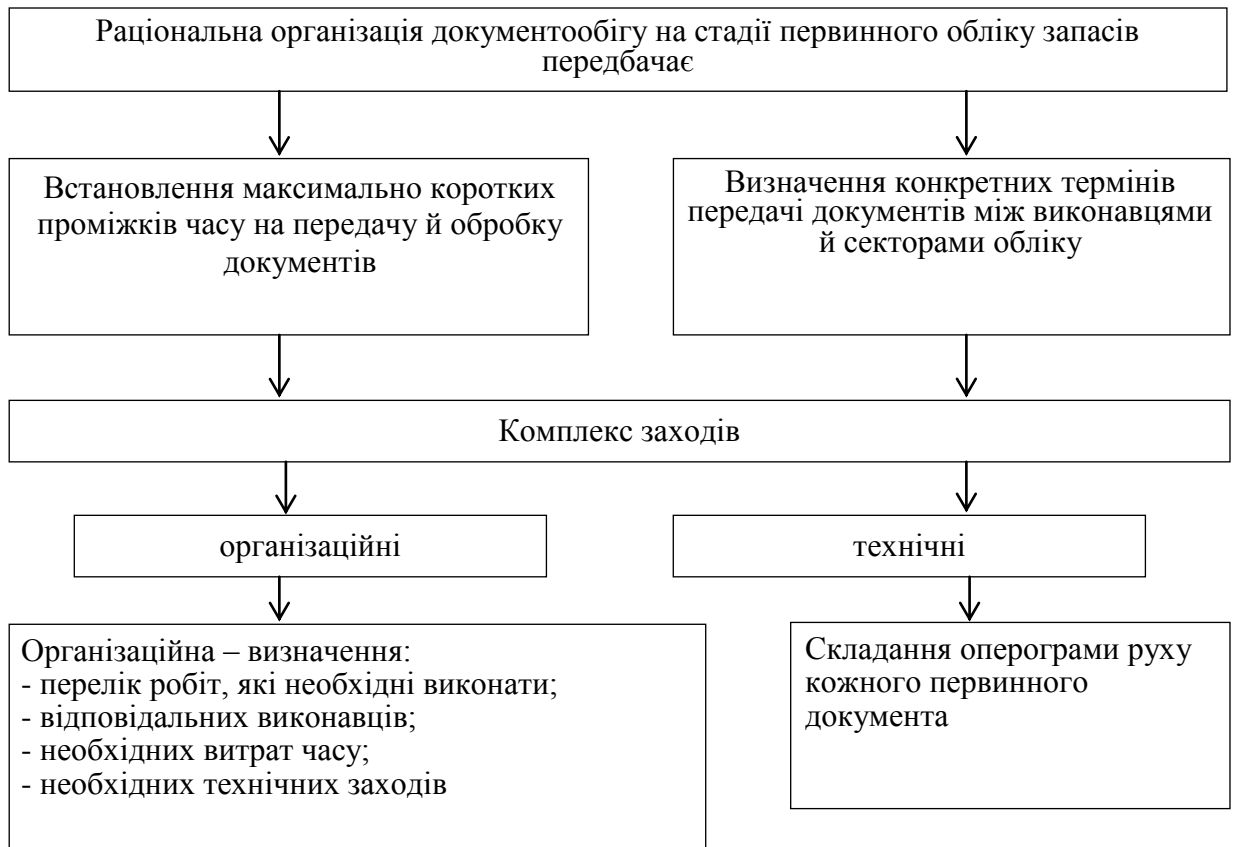 Раціональна організація документообігу на стадії первинного обліку запасів
передбачає
Встановлення максимально коротких
проміжків часу на передачу й обробку
документів
Визначення конкретних термінів
передачі документів між виконавцями
й секторами обліку
Комплекс заходів
організаційні
технічні
Організаційна – визначення:
- перелік робіт, які необхідні виконати;
- відповідальних виконавців;
- необхідних витрат часу;
- необхідних технічних заходів
Складання оперограми руху
кожного первинного
документа